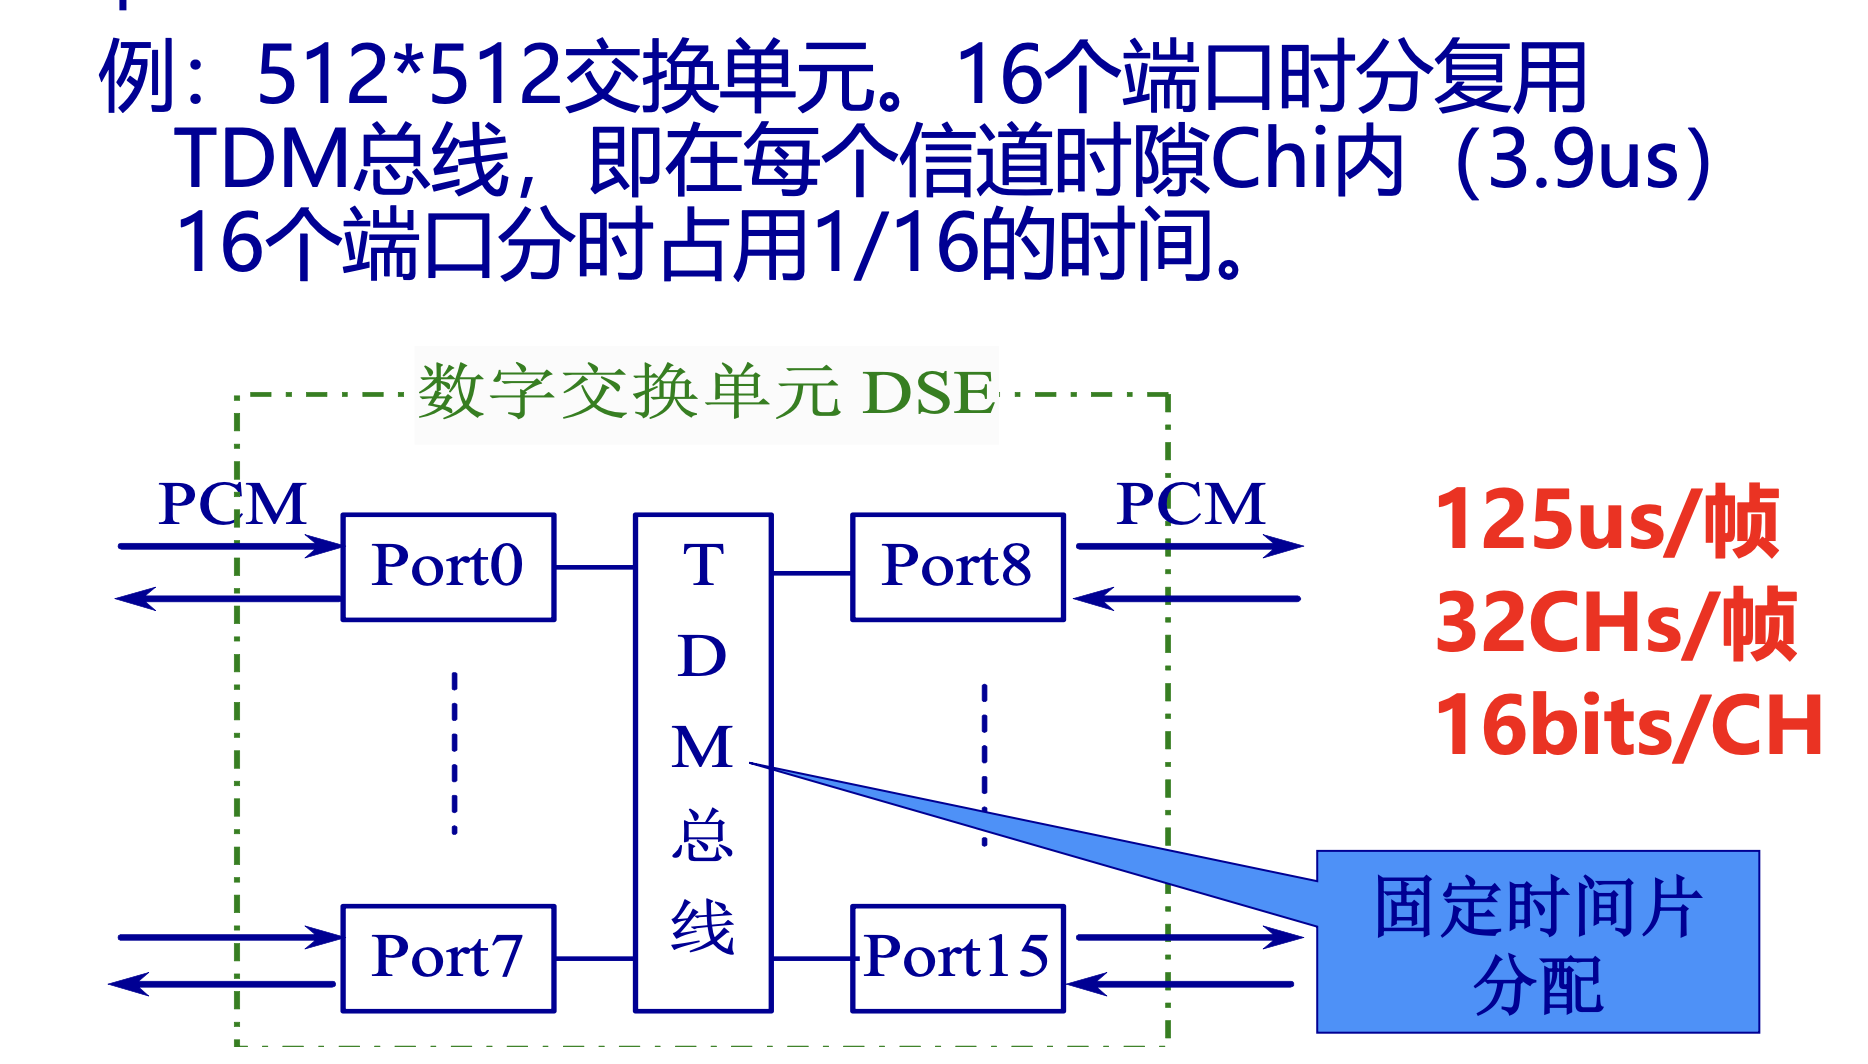 例：512*512交换单元。16个端口时分复用
TDM总线，即在每个信道时隙Chi内（3.9us）
16个端口分时占用1/16的时间。
数字交换单元 DSE
PCM
PCM
Port0
Port8
TDM总线
125us/帧
32CHs/帧
16bits/CH
Port7
Port15
固定时间片
分配